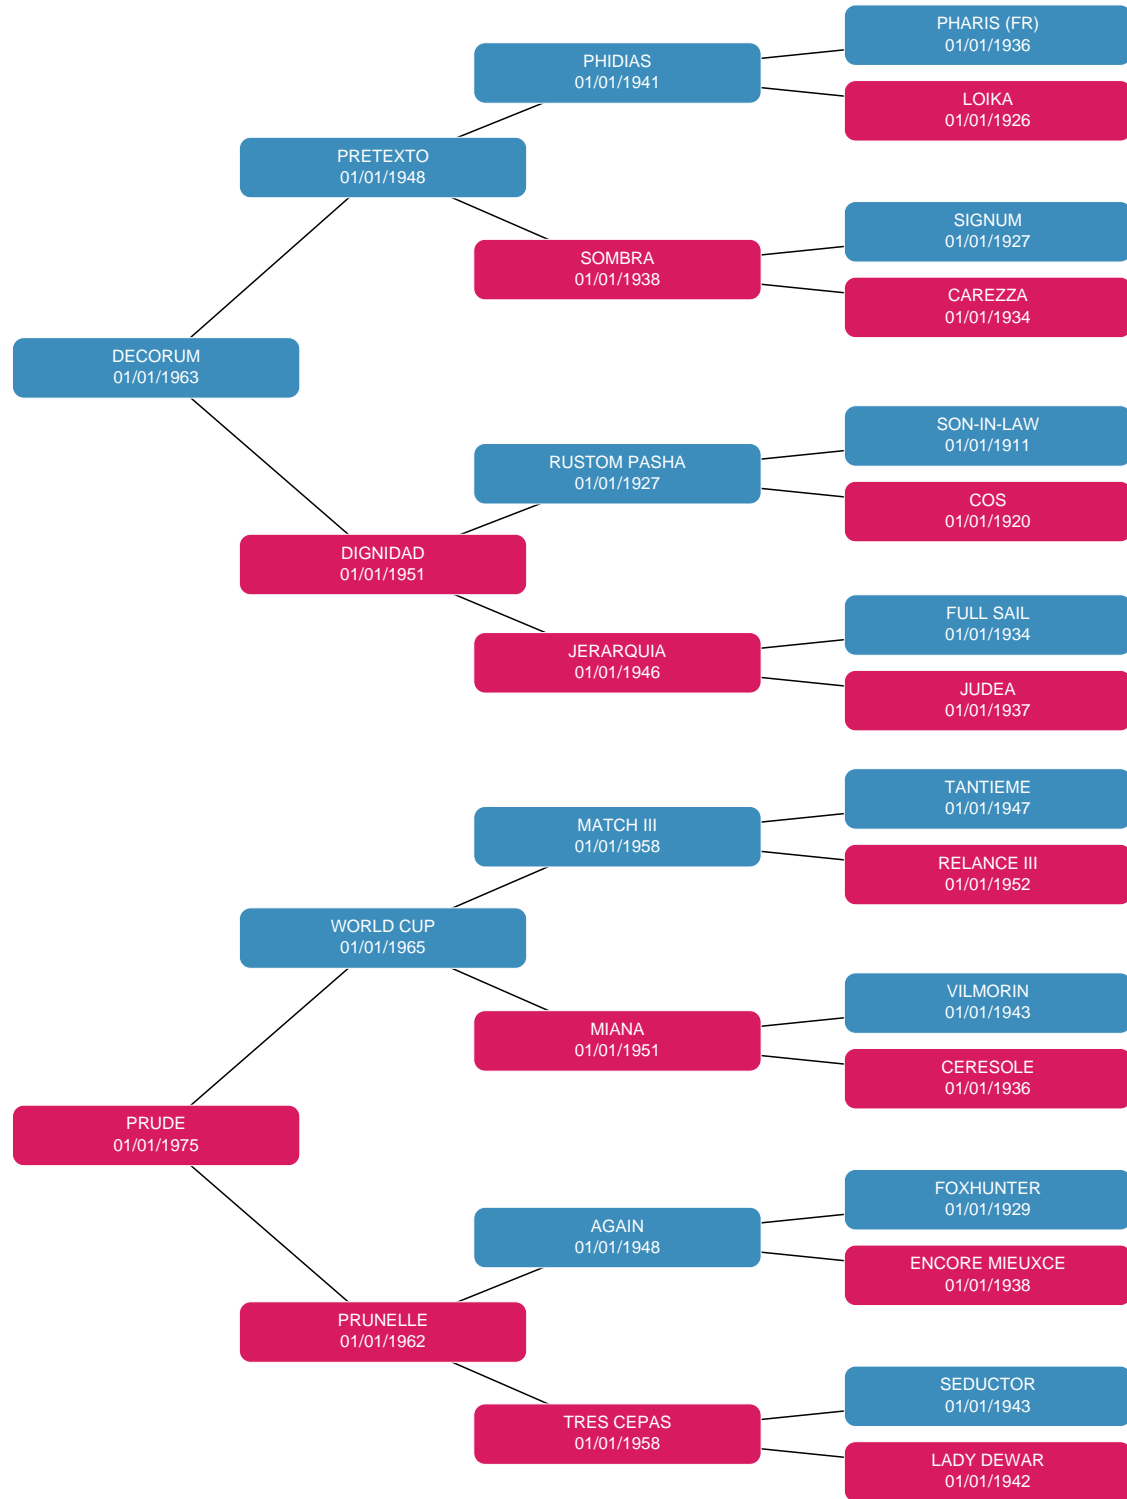 PHARIS (FR)
01/01/1936
PHIDIAS
01/01/1941
LOIKA
01/01/1926
PRETEXTO
01/01/1948
SIGNUM
01/01/1927
SOMBRA
01/01/1938
CAREZZA
01/01/1934
DECORUM
01/01/1963
SON-IN-LAW
01/01/1911
RUSTOM PASHA
01/01/1927
COS
01/01/1920
DIGNIDAD
01/01/1951
FULL SAIL
01/01/1934
JERARQUIA
01/01/1946
JUDEA
01/01/1937
TANTIEME
01/01/1947
MATCH III
01/01/1958
RELANCE III
01/01/1952
WORLD CUP
01/01/1965
VILMORIN
01/01/1943
MIANA
01/01/1951
CERESOLE
01/01/1936
PRUDE
01/01/1975
FOXHUNTER
01/01/1929
AGAIN
01/01/1948
ENCORE MIEUXCE
01/01/1938
PRUNELLE
01/01/1962
SEDUCTOR
01/01/1943
TRES CEPAS
01/01/1958
LADY DEWAR
01/01/1942